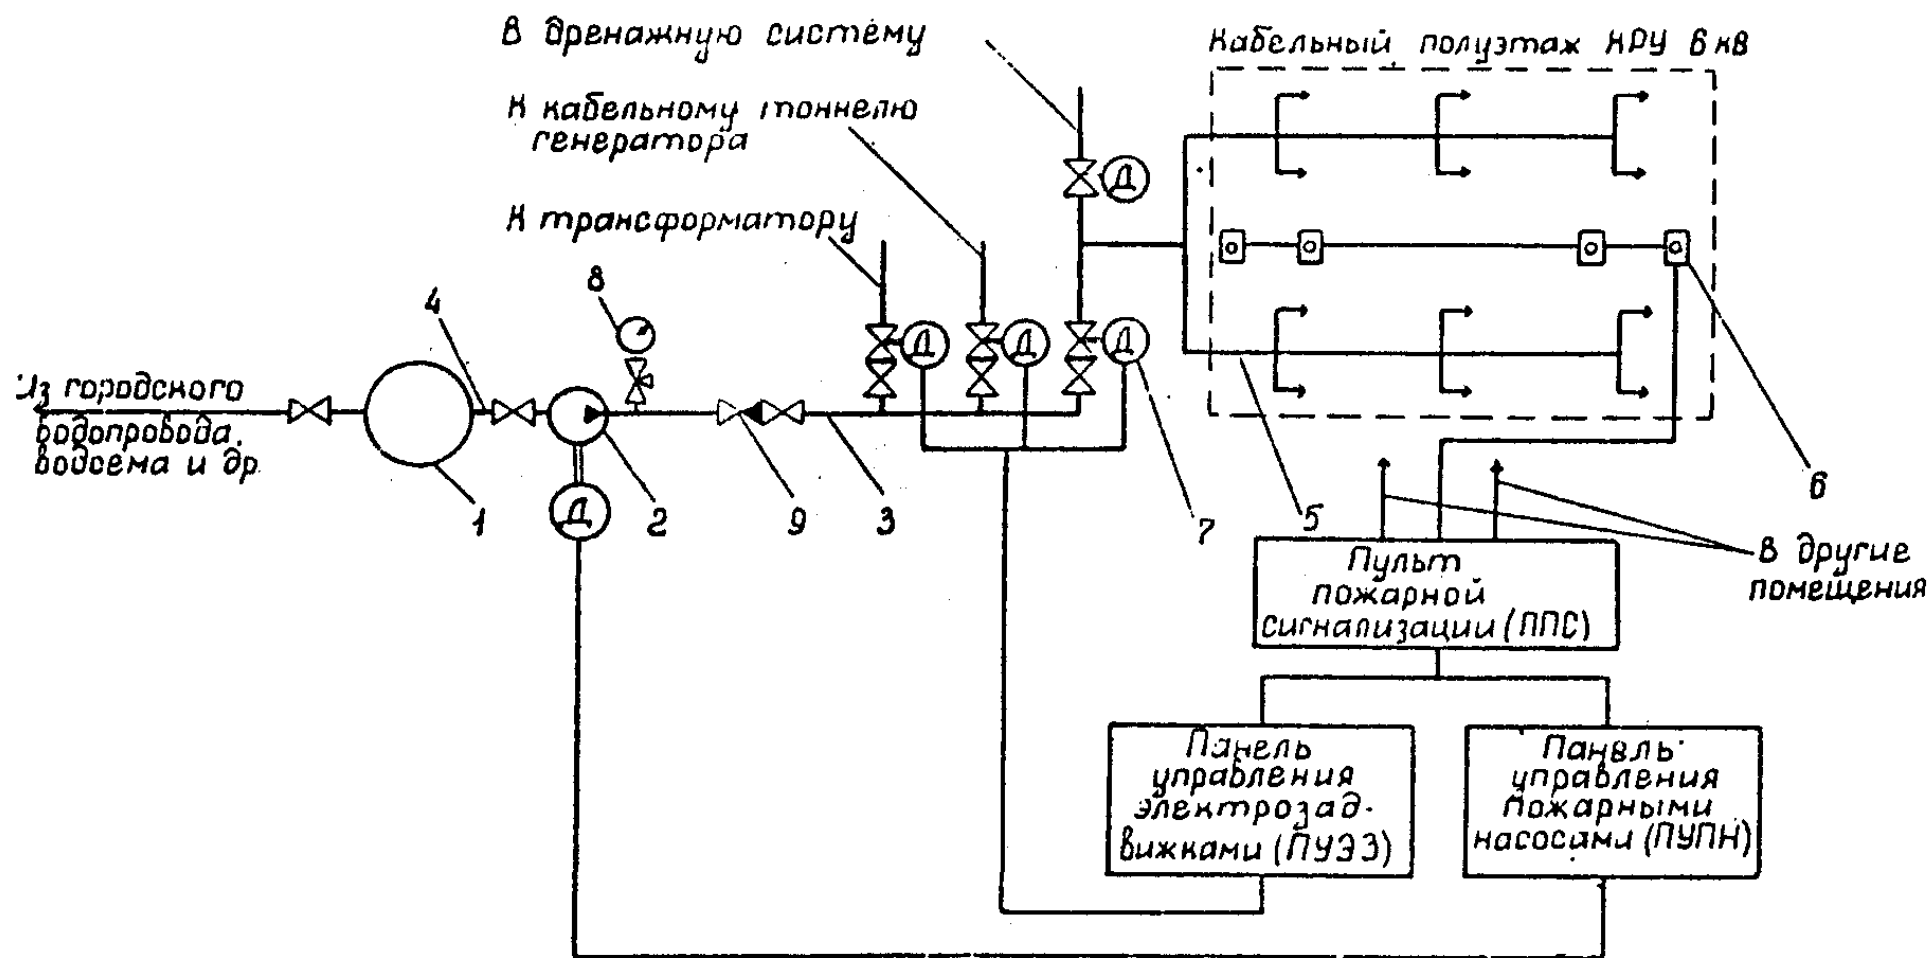 В дренажную систему
К кабельному тоннелю
генератора
К трансформатору
Кабельный полуэтаж КРУ 6 кв
Д
8
4
Д
Д
Д
Из городского
водопровода,
водоема и др.
1
Д
2
9
3
7
5
6
В другие
помещения
Пульт
пожарной
сигнализации (ППС)
Панель
управления
электрозад-
вижками (ПУЭЗ)
Панель
управления
пожарными
насосами (ПУПН)